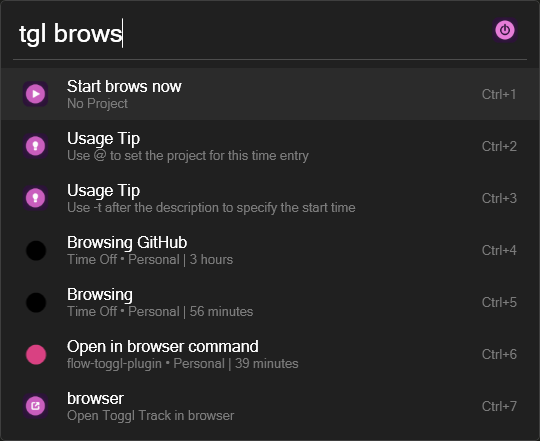 tgl brows
Start brows now
No Project
Ctrl+1
Usage Tip
Use @ to set the project for this time entry
Ctrl+2
Usage Tip
Use -t after the description to specify the start time
Ctrl+3
Browsing GitHub
Time Off • Personal | 3 hours
Ctrl+4
Browsing
Time Off • Personal | 56 minutes
Ctrl+5
Open in browser command
flow-toggl-plugin • Personal | 39 minutes
Ctrl+6
browser
Open Toggl Track in browser
Ctrl+7